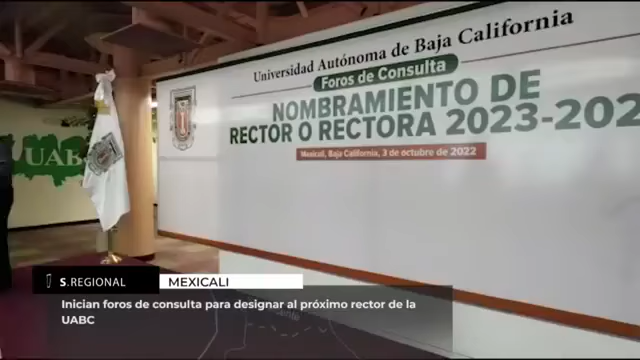 Universidad Autónoma de Baja California
Foros de Consulta
NOMBRAMIENTO DE
RECTOR O RECTORA 2023-202
Mexicali, Baja California, 3 de octubre de 2022
UABC
S.REGIONAL
MEXICALI
Inician foros de consulta para designar al próximo rector de la
UABC